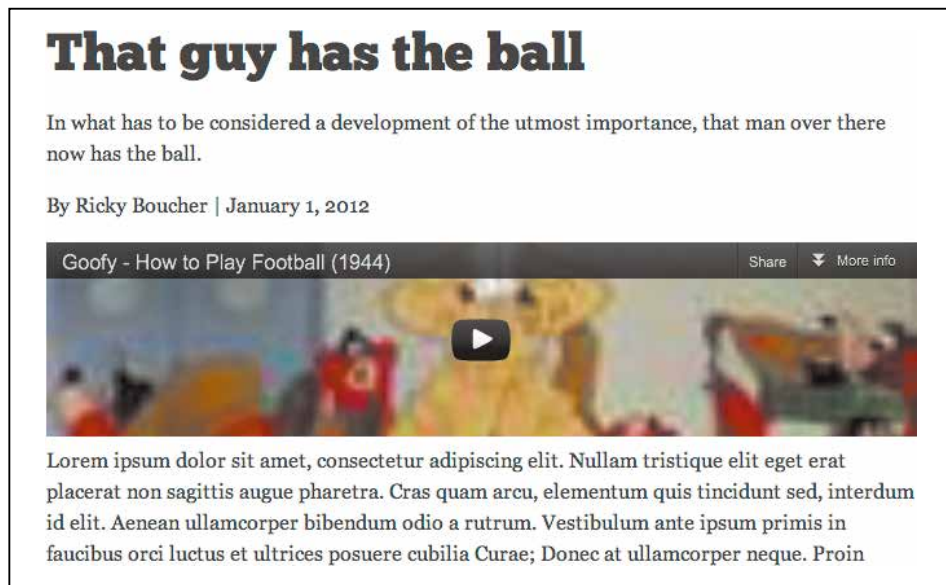 That guy has the ball
In what has to be considered a development of the utmost importance, that man over there
now has the ball.
By Ricky Boucher | January 1, 2012
Goofy - How to Play Football (1944)
Share
More info
Lorem ipsum dolor sit amet, consectetur adipiscing elit. Nullam tristique elit eget erat
placerat non sagittis augue pharetra. Cras quam arcu, elementum quis tincidunt sed, interdum
id elit. Aenean ullamcorper bibendum odio a rutrum. Vestibulum ante ipsum primis in
faucibus orci luctus et ultrices posuere cubilia Curae; Donec at ullamcorper neque. Proin